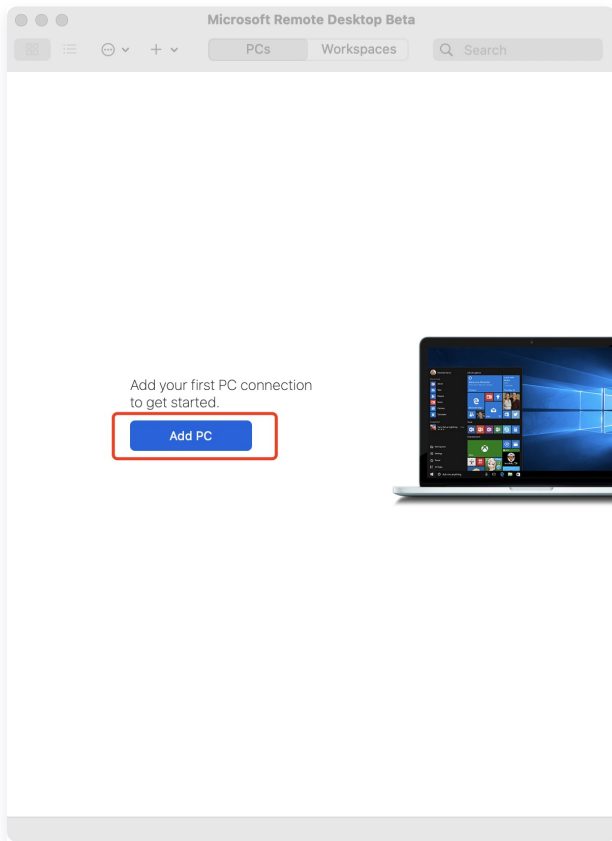 Microsoft Remote Desktop Beta
PCs
Workspaces
Search
Add your first PC connection
to get started.
Add PC